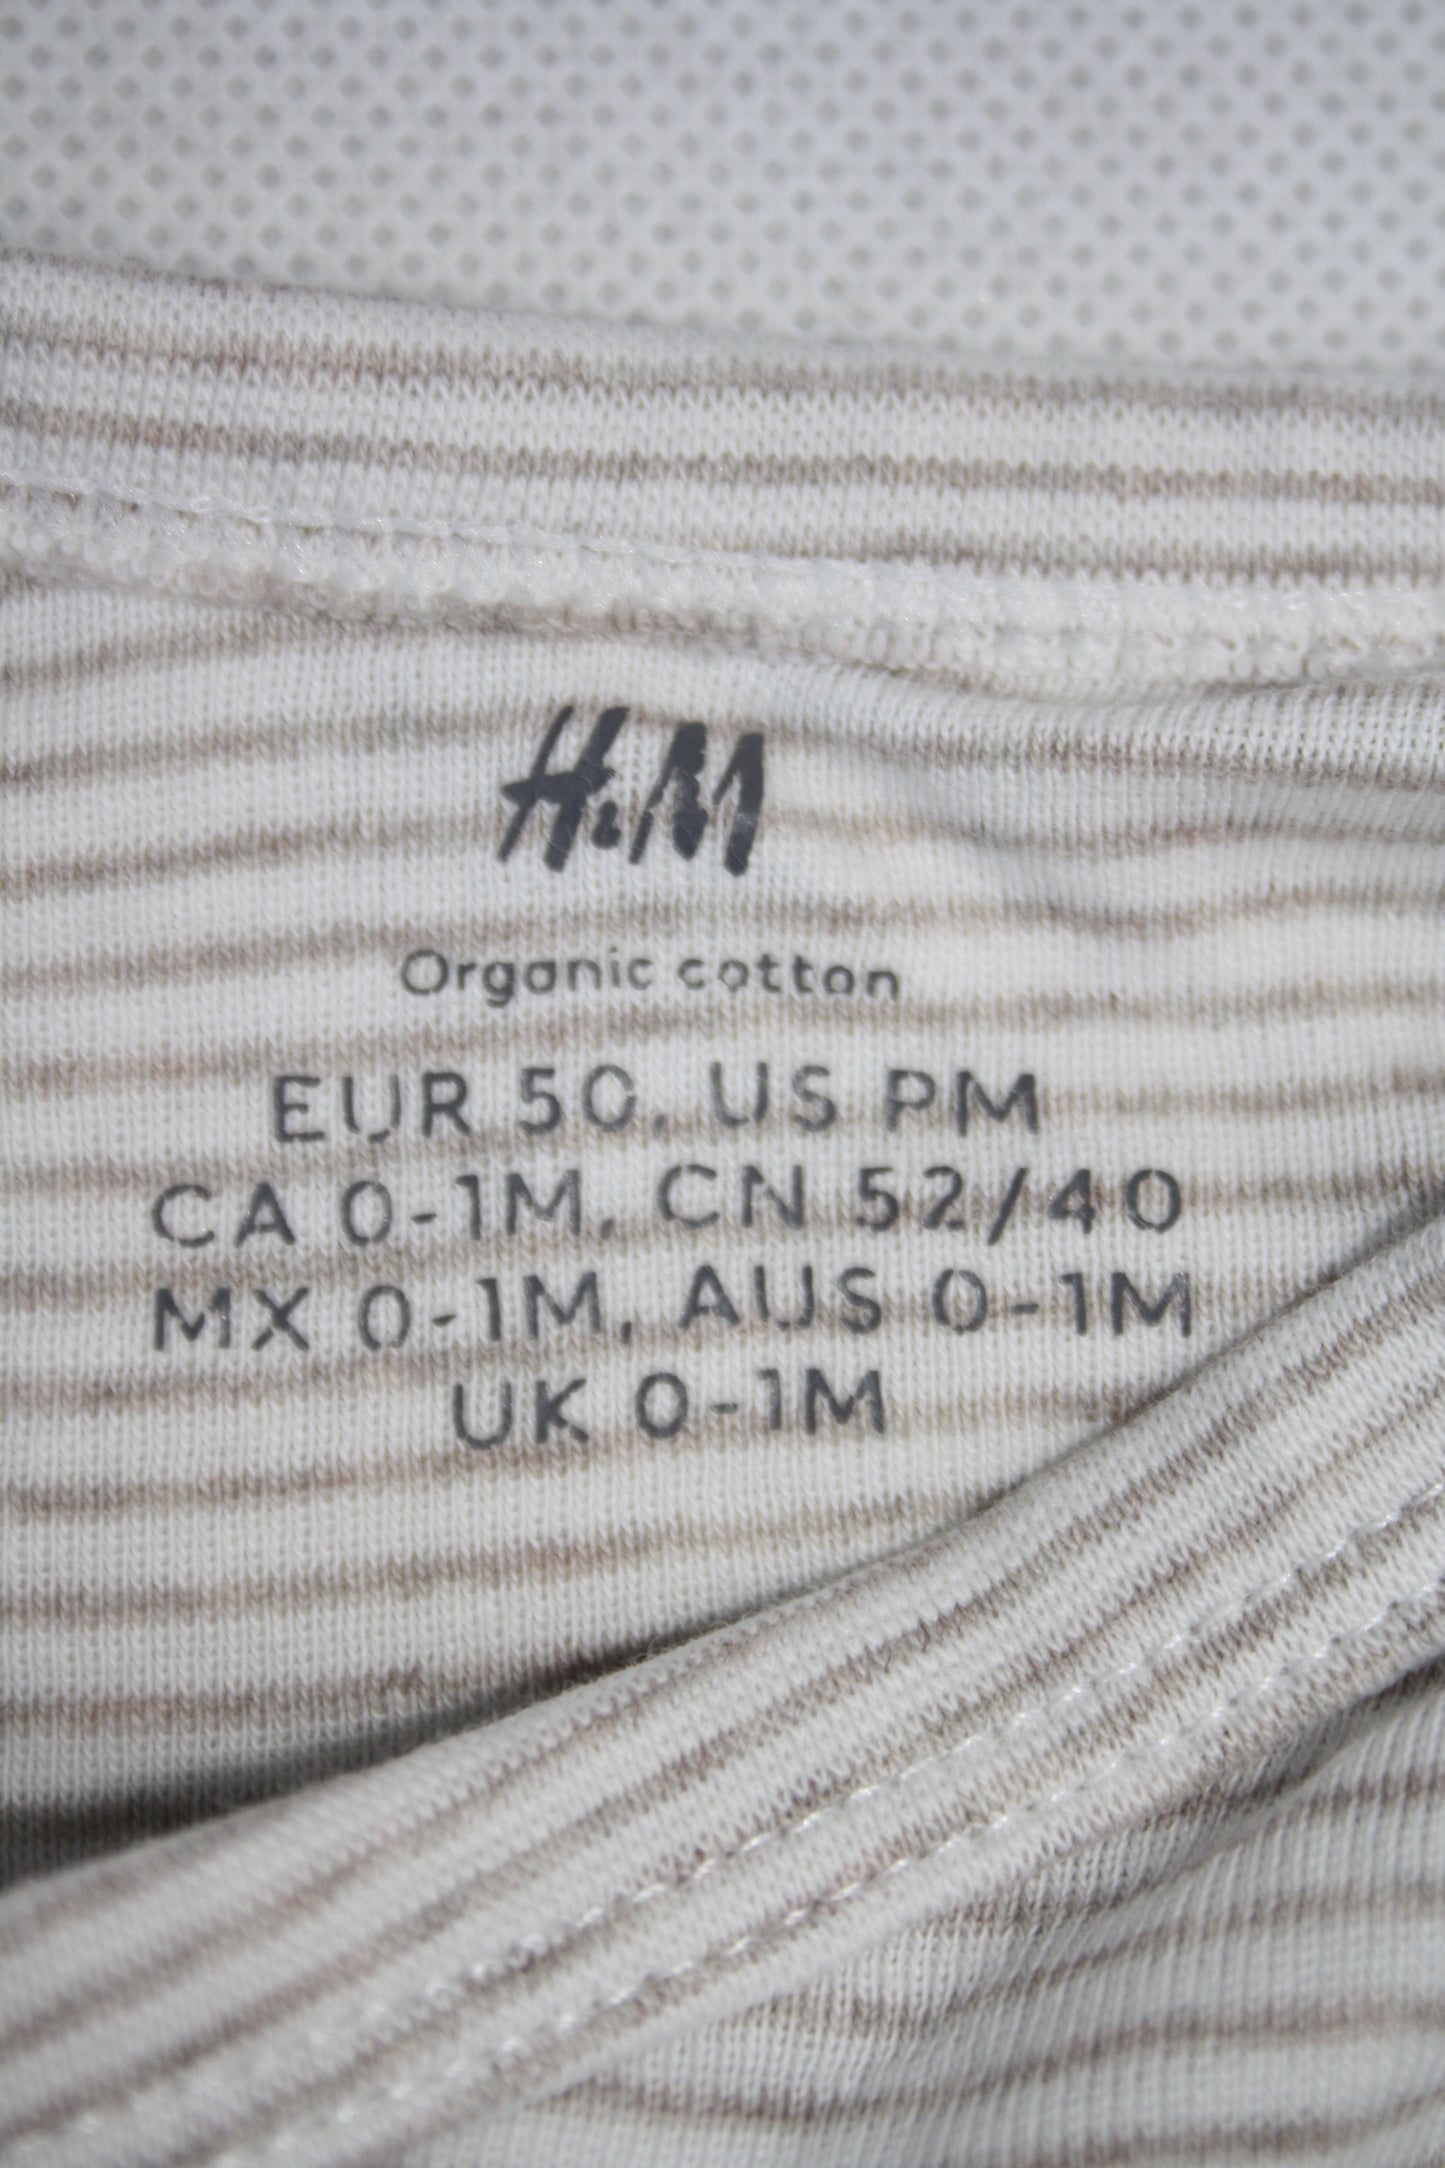 H&M
Organic cotton
EUR 50, US PM
CA 0-1M, CN 52/40
MX 0-1M, AUS 0-1M
UK 0-1M